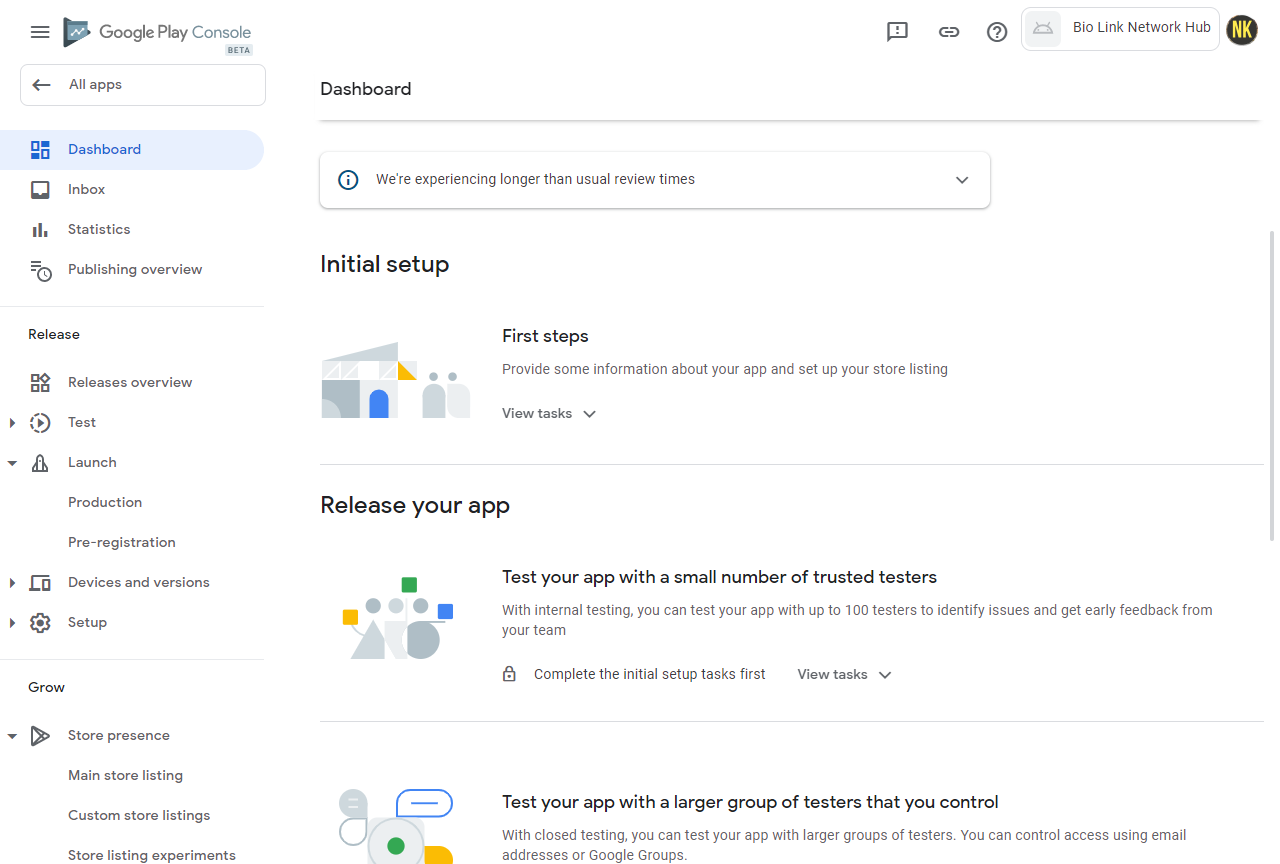 Google Play Console
BETA
Bio Link Network Hub
NK
All apps
Dashboard
Inbox
Statistics
Publishing overview
Release
Releases overview
Test
Launch
Production
Pre-registration
Devices and versions
Setup
Grow
Store presence
Main store listing
Custom store listings
Store listing experiments
Dashboard
We're experiencing longer than usual review times
Initial setup
First steps
Provide some information about your app and set up your store listing
View tasks
Release your app
Test your app with a small number of trusted testers
With internal testing, you can test your app with up to 100 testers to identify issues and get early feedback from
your team
Complete the initial setup tasks first
View tasks
Test your app with a larger group of testers that you control
With closed testing, you can test your app with larger groups of testers. You can control access using email
addresses or Google Groups.